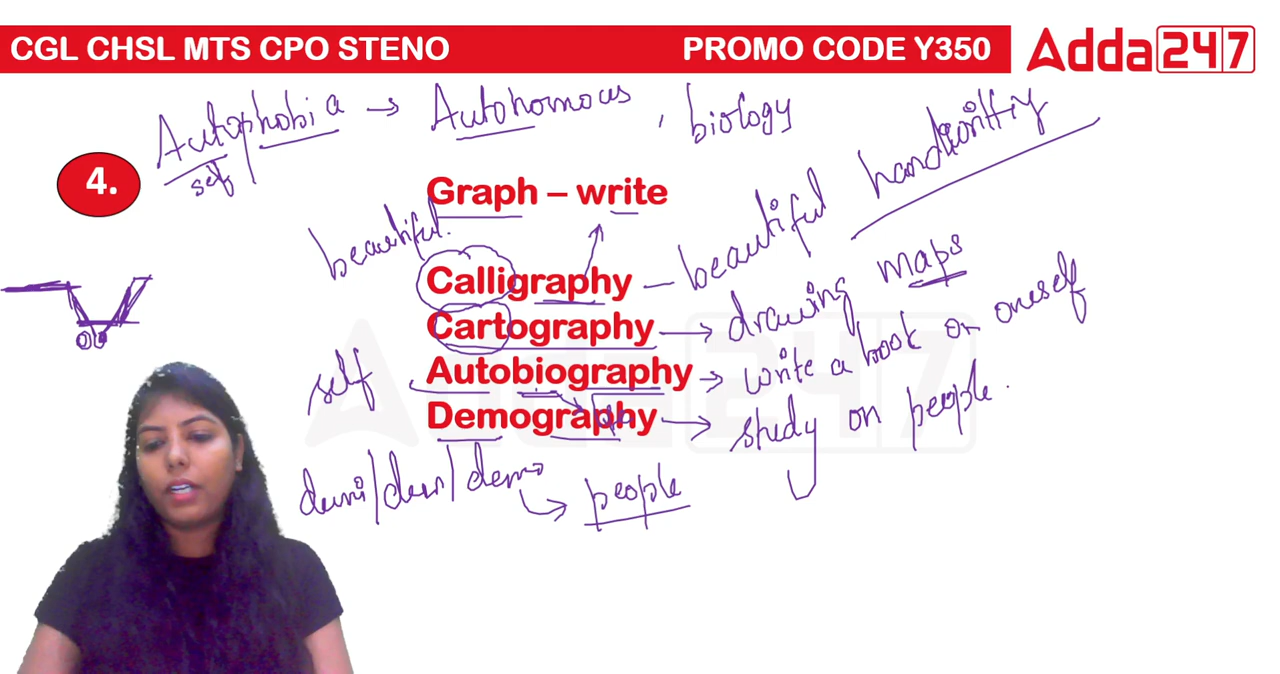 CGL CHSL MTS CPO STENO PROMO CODE Y350 Adda247
Autophobia → Autonomous, biology
self
4.
Graph – write
beautiful.
Calligraphy — beautiful handwriting
Cartography → drawing maps
self Autobiography → write a book on oneself
Demography → study on people.
demi/dem/demo
→ people